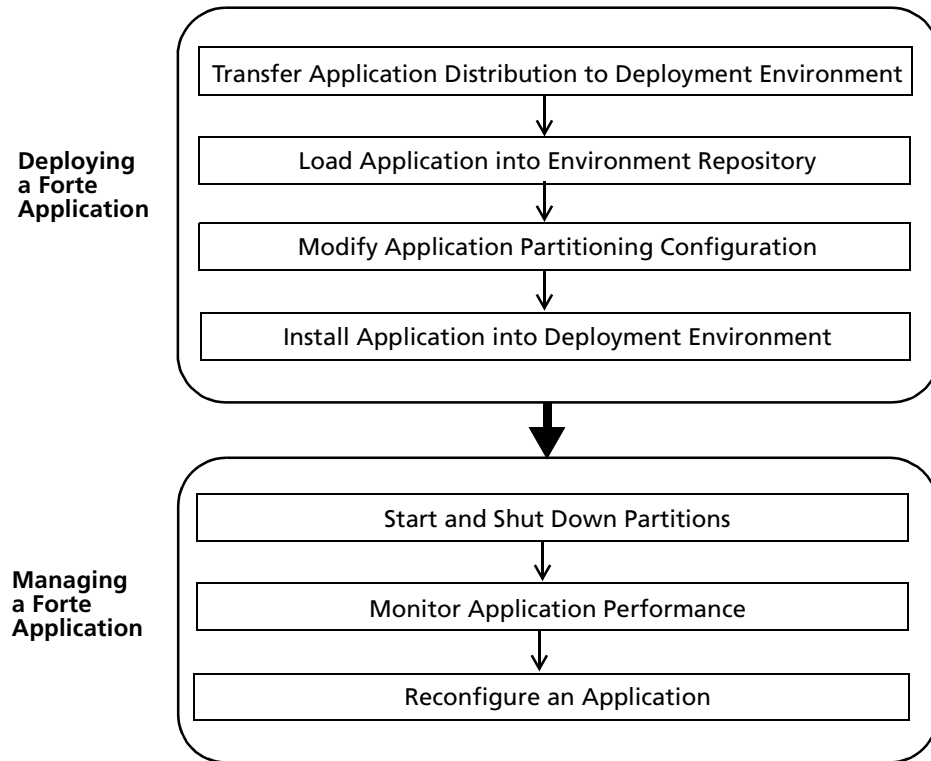 Deploying
a Forte
Application
Transfer Application Distribution to Deployment Environment
Load Application into Environment Repository
Modify Application Partitioning Configuration
Install Application into Deployment Environment
Managing
a Forte
Application
Start and Shut Down Partitions
Monitor Application Performance
Reconfigure an Application